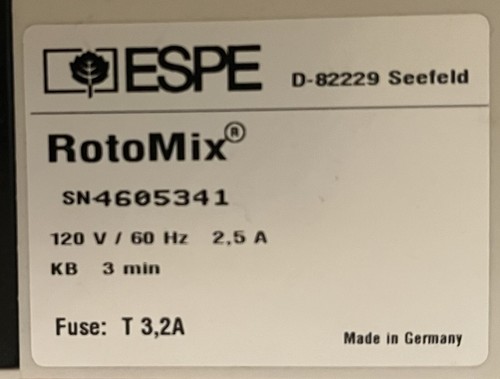 ESPE D-82229 Seefeld
RotoMix®
SN4605341
120 V / 60 Hz 2,5 A
KB 3 min
Fuse: T 3,2A
Made in Germany